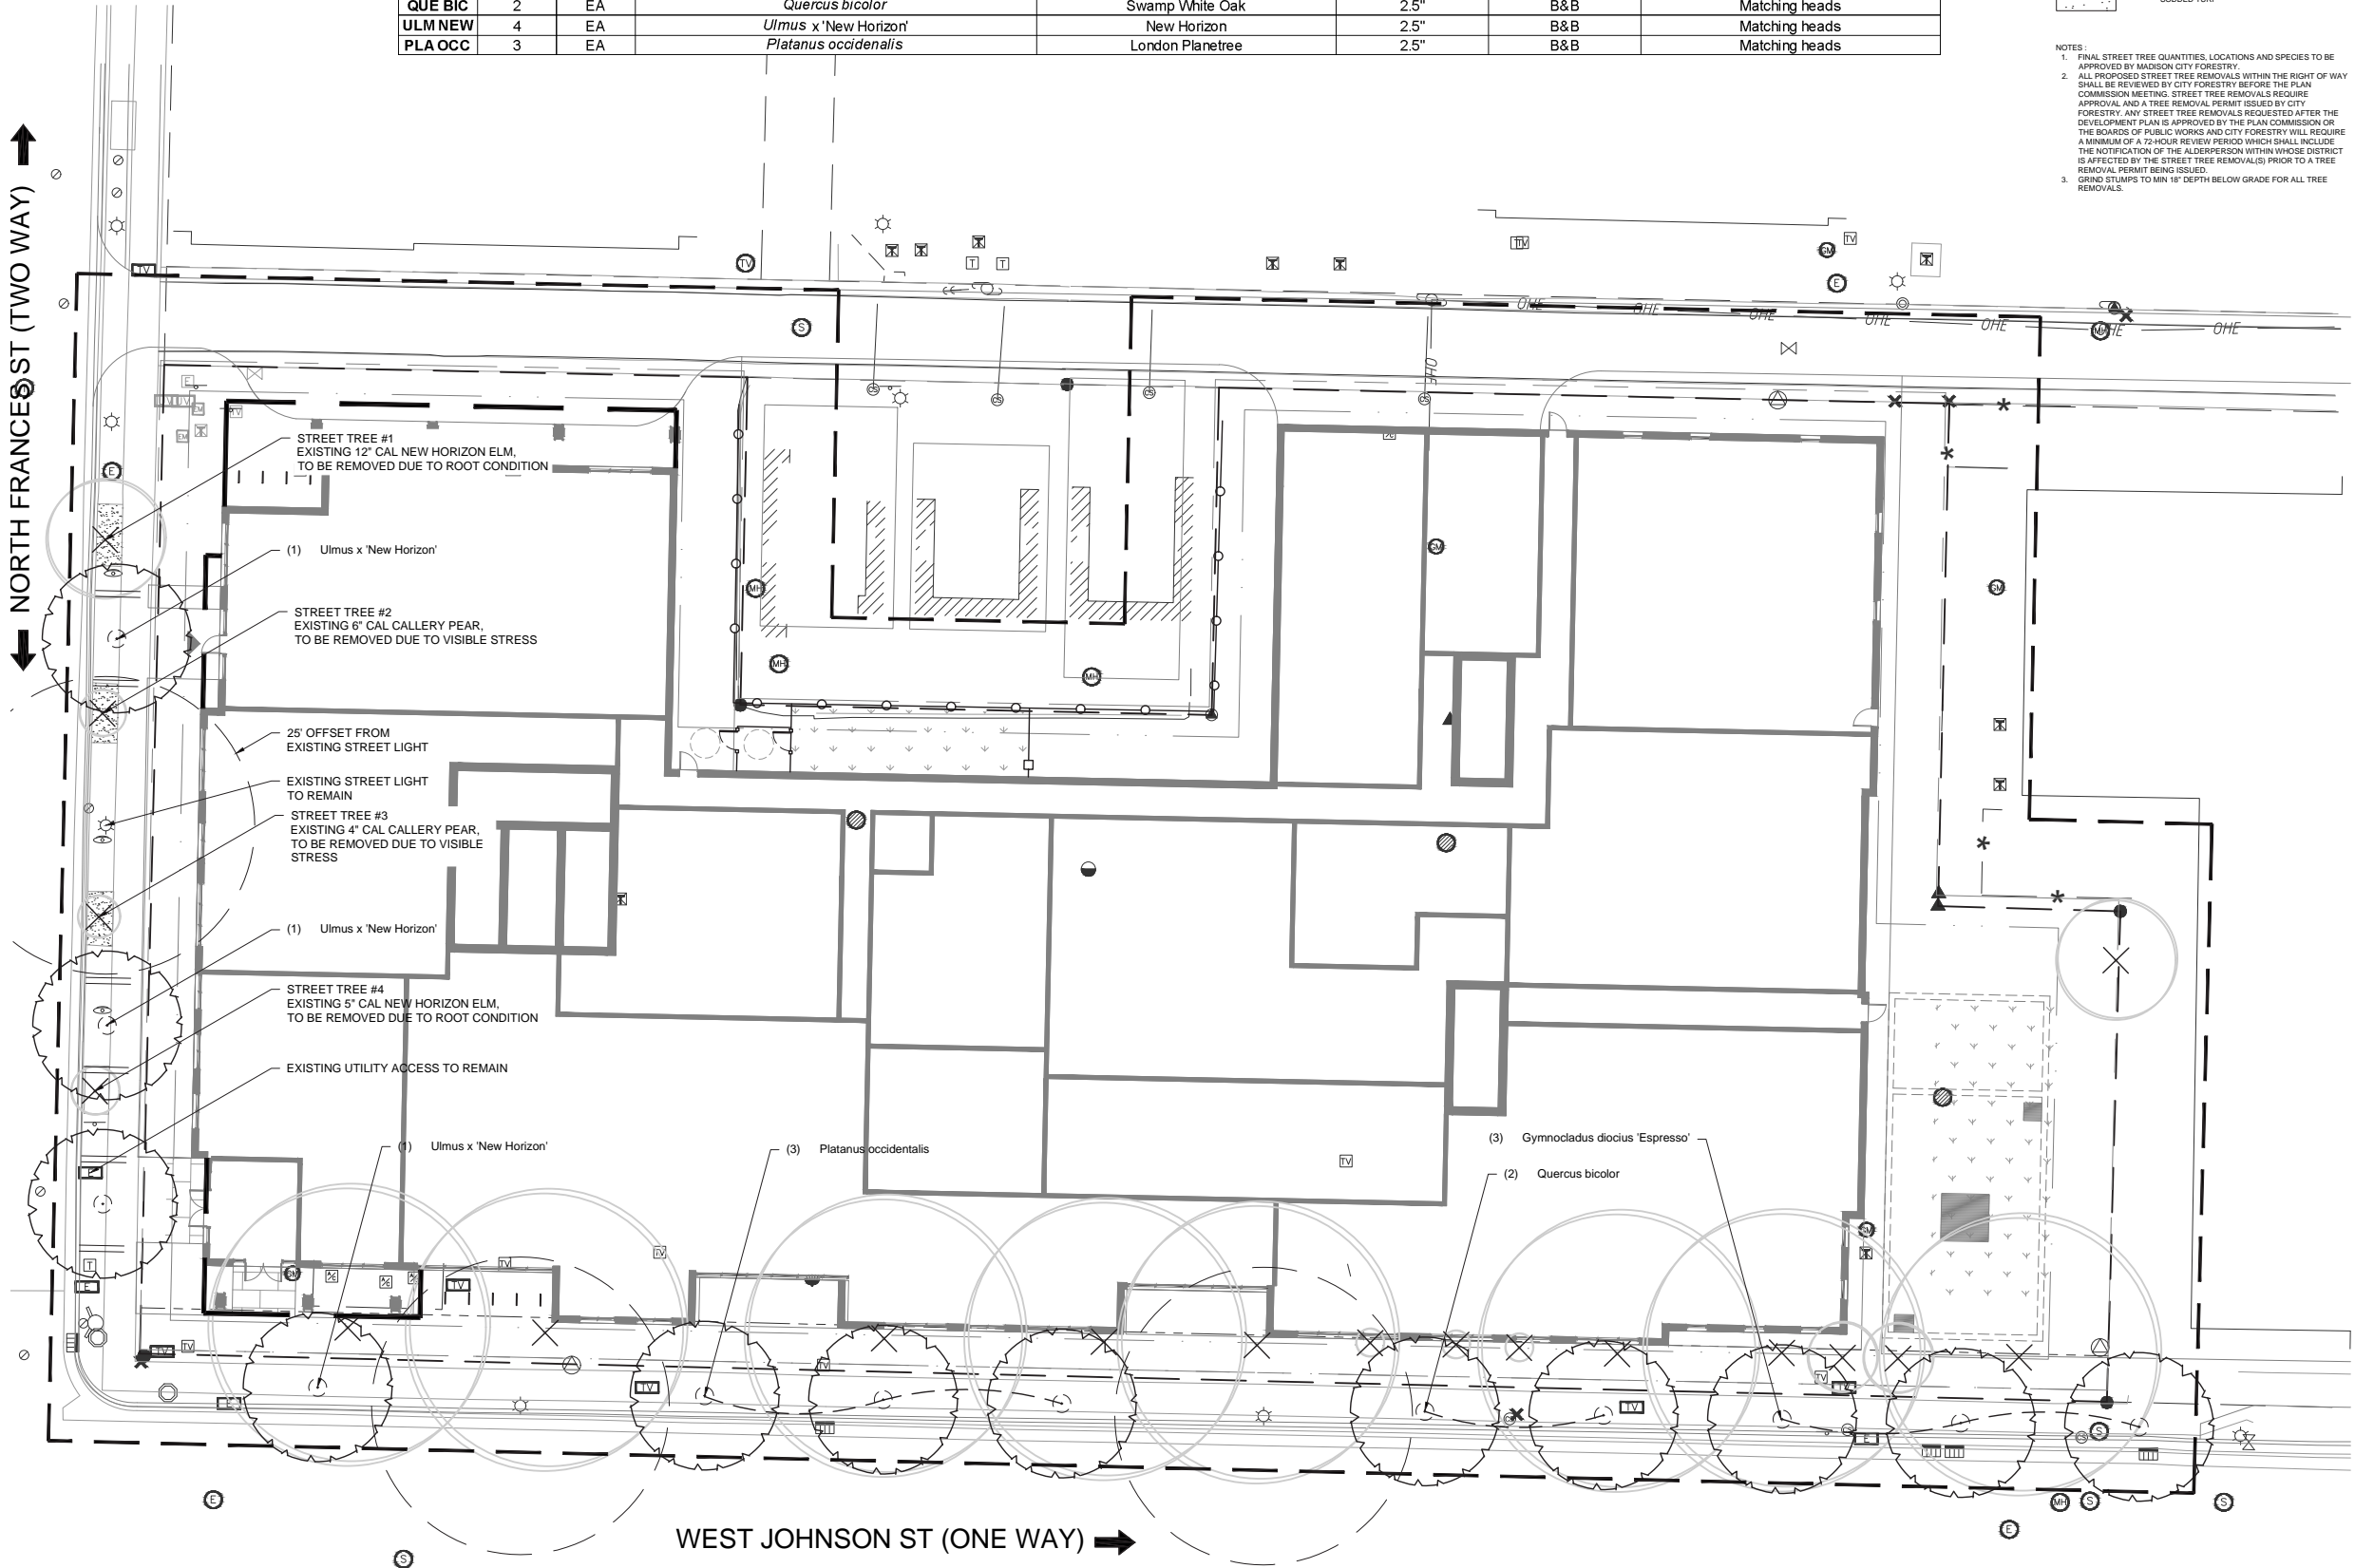 QUE BIC 2 EA Quercus bicolor Swamp White Oak 2.5" B&B Matching heads
ULM NEW 4 EA Ulmus x 'New Horizon' New Horizon 2.5" B&B Matching heads
PLA OCC 3 EA Platanus occidenalis London Planetree 2.5" B&B Matching heads
NOTES :
1. FINAL STREET TREE QUANTITIES, LOCATIONS AND SPECIES TO BE
APPROVED BY MADISON CITY FORESTRY.
2. ALL PROPOSED STREET TREE REMOVALS WITHIN THE RIGHT OF WAY
SHALL BE REVIEWED BY CITY FORESTRY BEFORE THE PLAN
COMMISSION MEETING. STREET TREE REMOVALS REQUIRE
APPROVAL AND A TREE REMOVAL PERMIT ISSUED BY CITY
FORESTRY. ANY STREET TREE REMOVALS REQUESTED AFTER THE
DEVELOPMENT PLAN IS APPROVED BY THE PLAN COMMISSION OR
THE BOARDS OF PUBLIC WORKS AND CITY FORESTRY WILL REQUIRE
A MINIMUM OF A 72-HOUR REVIEW PERIOD WHICH SHALL INCLUDE
THE NOTIFICATION OF THE ALDERPERSON WITHIN WHOSE DISTRICT
IS AFFECTED BY THE STREET TREE REMOVAL(S) PRIOR TO A TREE
REMOVAL PERMIT BEING ISSUED.
3. GRIND STUMPS TO MIN 18" DEPTH BELOW GRADE FOR ALL TREE
REMOVALS.
NORTH FRANCES ST (TWO WAY)
OHE OHE OHE OHE OHE OHE OHE
OHE
STREET TREE #1
EXISTING 12" CAL NEW HORIZON ELM,
TO BE REMOVED DUE TO ROOT CONDITION
(1) Ulmus x 'New Horizon'
STREET TREE #2
EXISTING 6" CAL CALLERY PEAR,
TO BE REMOVED DUE TO VISIBLE STRESS
25' OFFSET FROM
EXISTING STREET LIGHT
EXISTING STREET LIGHT
TO REMAIN
STREET TREE #3
EXISTING 4" CAL CALLERY PEAR,
TO BE REMOVED DUE TO VISIBLE
STRESS
(1) Ulmus x 'New Horizon'
STREET TREE #4
EXISTING 5" CAL NEW HORIZON ELM,
TO BE REMOVED DUE TO ROOT CONDITION
EXISTING UTILITY ACCESS TO REMAIN
(1) Ulmus x 'New Horizon'
(3) Platanus occidentalis
(3) Gymnocladus diocius 'Espresso'
(2) Quercus bicolor
WEST JOHNSON ST (ONE WAY)